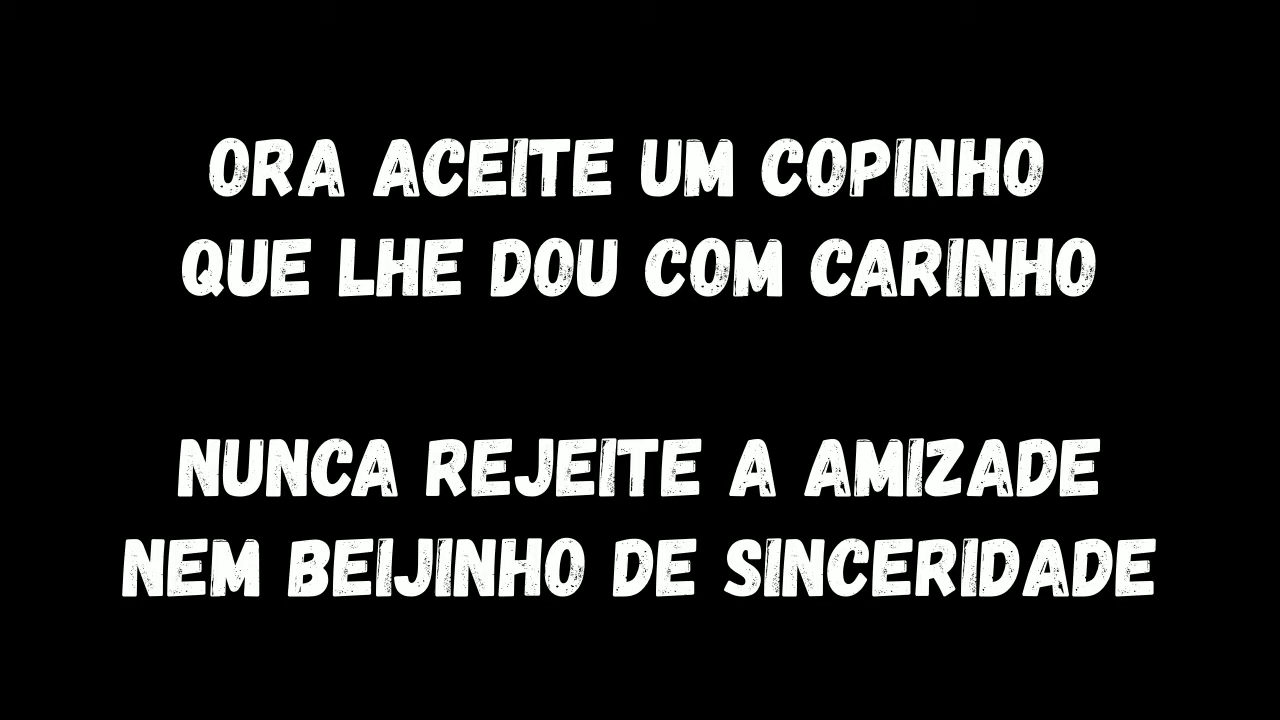 ORA ACEITE UM COPINHO
QUE LHE DOU COM CARINHO
NUNCA REJEITE A AMIZADE
NEM BEIJINHO DE SINCERIDADE